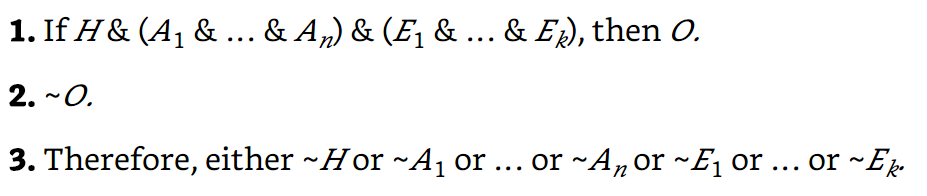 1. If H & (A₁ & … & Aₙ) & (E₁ & … & Eₖ), then O.
2. ~O.
3. Therefore, either ~H or ~A₁ or … or ~Aₙ or ~E₁ or … or ~Eₖ.